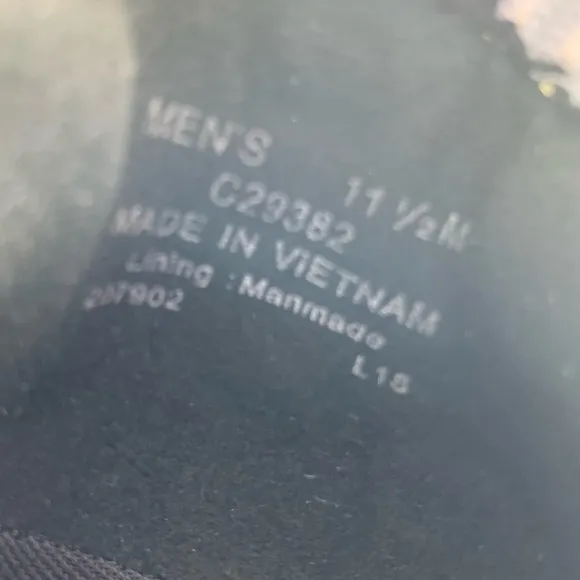 MEN'S 11 ½M
C29382
MADE IN VIETNAM
Lining : Manmade
L18